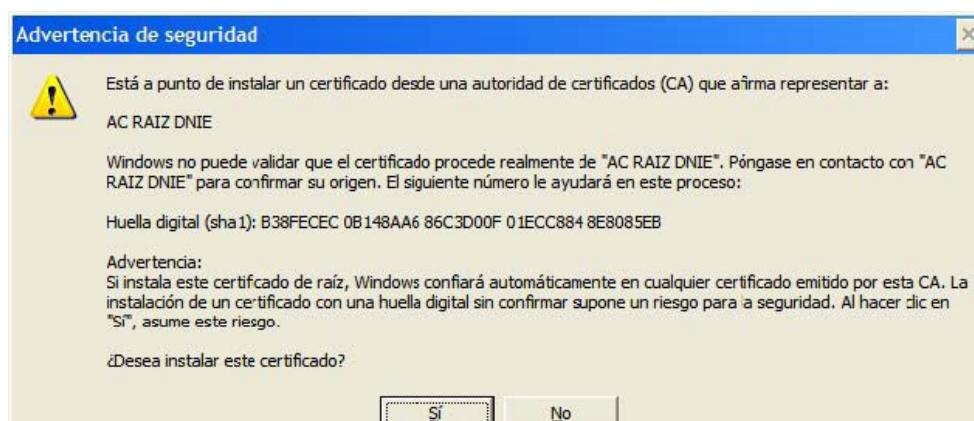 Advertencia de seguridad
Está a punto de instalar un certificado desde una autoridad de certificados (CA) que afirma representar a:
AC RAIZ DNIE
Windows no puede validar que el certificado procede realmente de "AC RAIZ DNIE". Póngase en contacto con "AC
RAIZ DNIE" para confirmar su origen. El siguiente número le ayudará en este proceso:
Huella digital (sha1): B38FECEC 0B148AA6 86C3D00F 01ECC884 8E8085EB
Advertencia:
Si instala este certificado de raíz, Windows confiará automáticamente en cualquier certificado emitido por esta CA. La
instalación de un certificado con una huella digital sin confirmar supone un riesgo para la seguridad. Al hacer clic en
"Sí", asume este riesgo.
¿Desea instalar este certificado?
Sí No